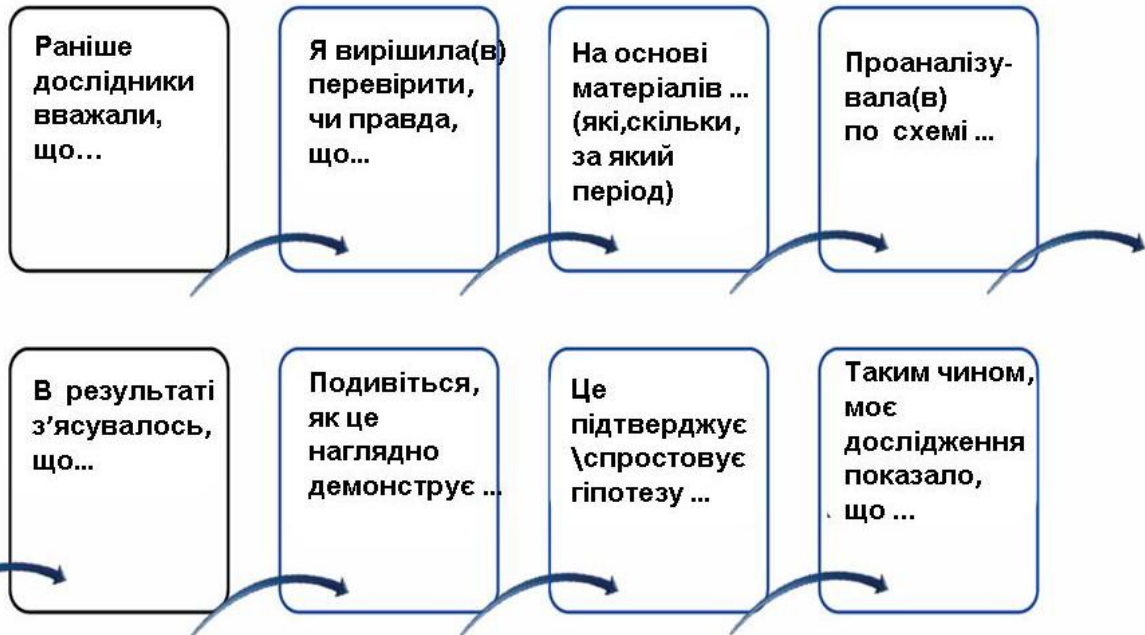 Раніше
дослідники
вважали,
що...
Я вирішила(в)
перевірити,
чи правда,
що...
На основі
матеріалів ...
(які,скільки,
за який
період)
Проаналізу-
вала(в)
по схемі ...
В результаті
з’ясувалось,
що...
Подивіться,
як це
наглядно
демонструє ...
Це
підтверджує
\спростовує
гіпотезу ...
Таким чином,
моє
дослідження
показало,
що ...